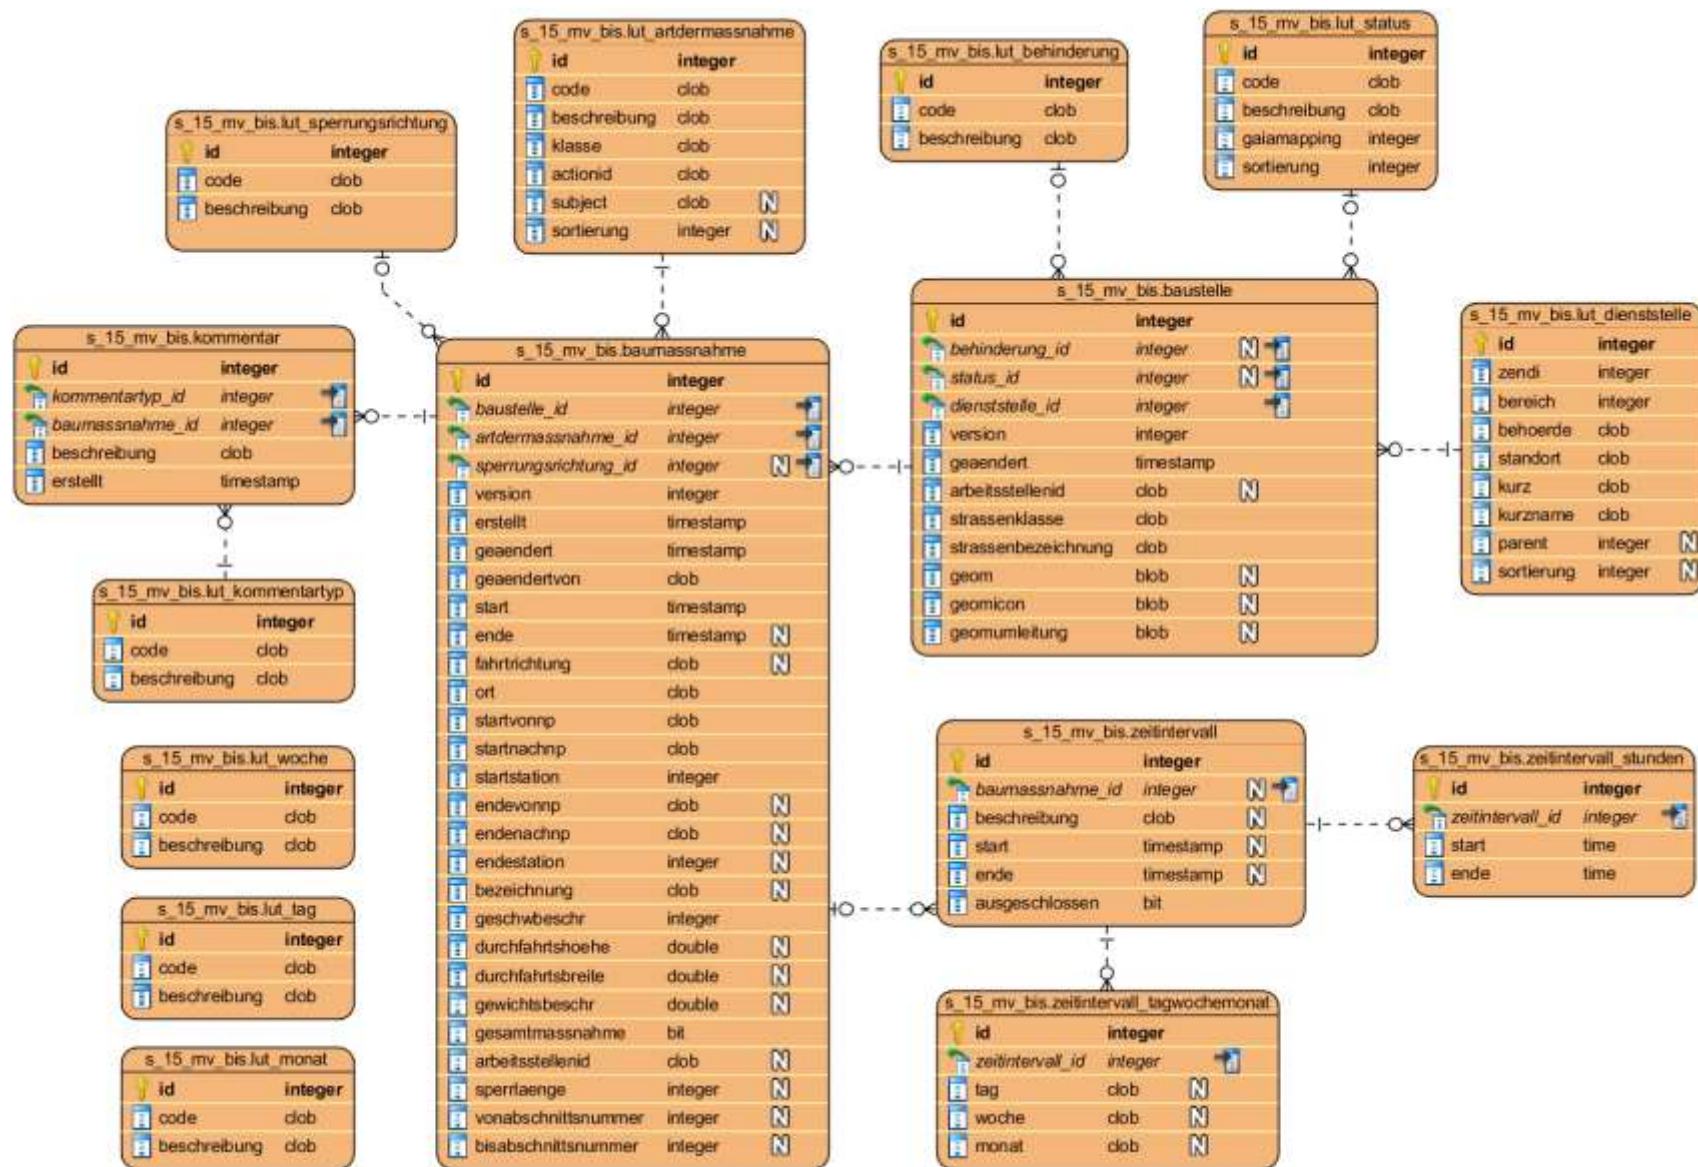 s_15_mv_bis.lut_sperrungsrichtung
id integer
code clob
beschreibung clob
s_15_mv_bis.lut_artdermassnahme
id integer
code clob
beschreibung clob
klasse clob
actionid clob
subject clob N
sortierung integer N
s_15_mv_bis.lut_behinderung
id integer
code clob
beschreibung clob
s_15_mv_bis.lut_status
id integer
code clob
beschreibung clob
gaiamapping integer
sortierung integer
s_15_mv_bis.kommentar
id integer
kommentartyp_id integer
baumassnahme_id integer
beschreibung clob
erstellt timestamp
s_15_mv_bis.baumassnahme
id integer
baustelle_id integer
artdermassnahme_id integer
sperrungsrichtung_id integer N
version integer
erstellt timestamp
geaendert timestamp
geaendertvon clob
start timestamp
ende timestamp N
fahrtrichtung clob N
ort clob
startvonnp clob
startnachnp clob
startstation integer
endevonnp clob N
endenachnp clob N
endestation integer N
bezeichnung clob N
geschwbeschr integer
durchfahrtshoehe double N
durchfahrtsbreite double N
gewichtsbeschr double N
gesamtmassnahme bit
arbeitsstellenid clob N
sperrlaenge integer N
vonabschnittsnummer integer N
bisabschnittsnummer integer N
s_15_mv_bis.baustelle
id integer
behinderung_id integer N
status_id integer N
dienststelle_id integer
version integer
geaendert timestamp
arbeitsstellenid clob N
strassenklasse clob
strassenbezeichnung clob
geom blob N
geomicon blob N
geomumleitung blob N
s_15_mv_bis.lut_dienststelle
id integer
zendi integer
bereich integer
behoerde clob
standort clob
kurz clob
kurzname clob
parent integer N
sortierung integer N
s_15_mv_bis.lut_kommentartyp
id integer
code clob
beschreibung clob
s_15_mv_bis.lut_woche
id integer
code clob
beschreibung clob
s_15_mv_bis.lut_tag
id integer
code clob
beschreibung clob
s_15_mv_bis.lut_monat
id integer
code clob
beschreibung clob
s_15_mv_bis.zeitintervall
id integer
baumassnahme_id integer N
beschreibung clob N
start timestamp N
ende timestamp N
ausgeschlossen bit
s_15_mv_bis.zeitintervall_stunden
id integer
zeitintervall_id integer
start time
ende time
s_15_mv_bis.zeitintervall_tagwochemonat
id integer
zeitintervall_id integer
tag clob N
woche clob N
monat clob N